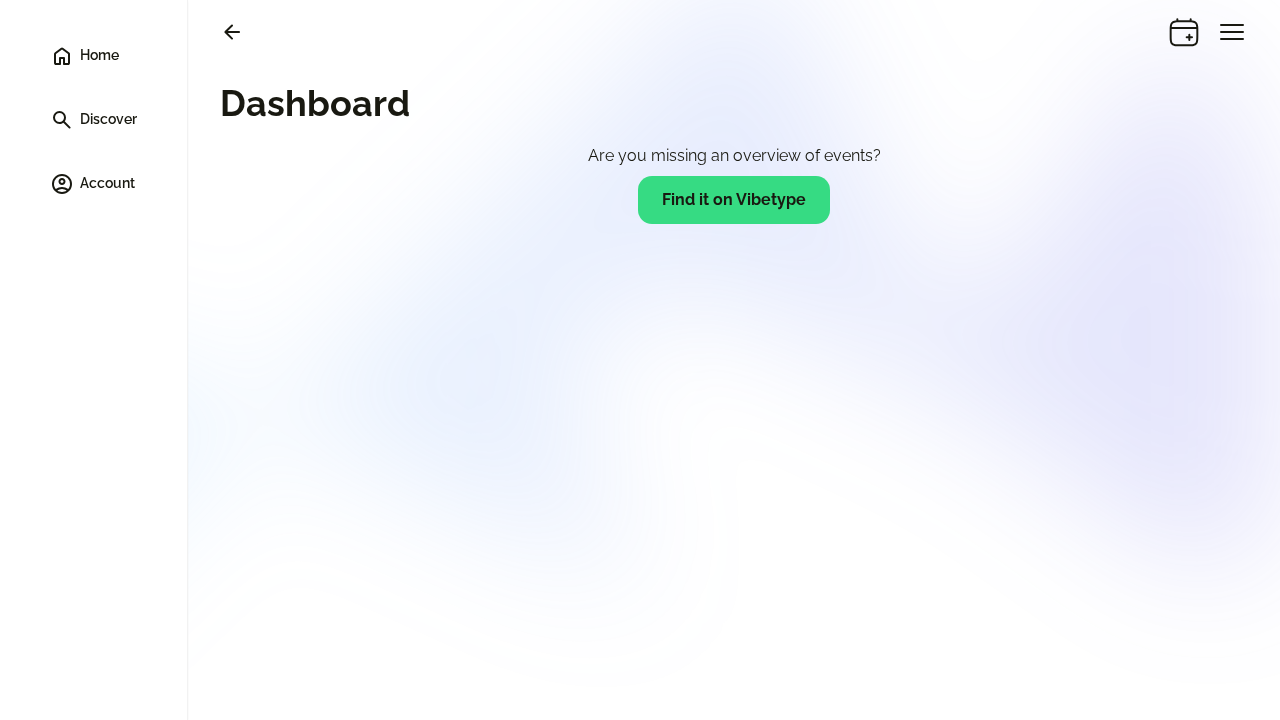 Home
Discover
Account
Dashboard
Are you missing an overview of events?
Find it on Vibetype